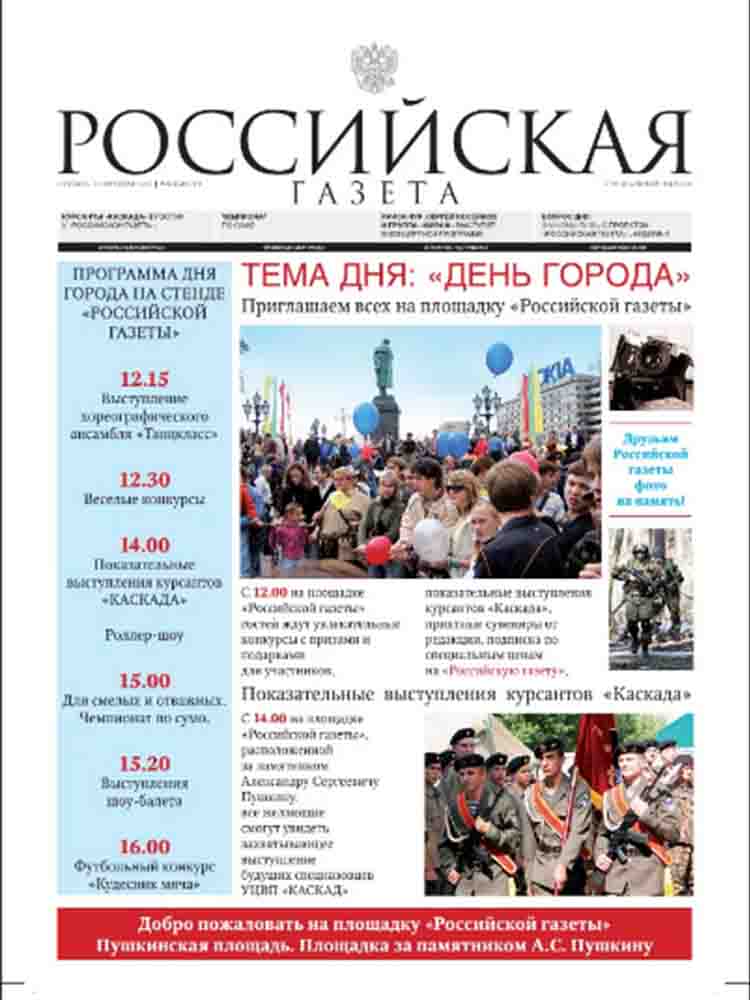 РОССИЙСКАЯ
ГАЗЕТА
ПРОГРАММА ДНЯ
ГОРОДА НА СТЕНДЕ
«РОССИЙСКОЙ
ГАЗЕТЫ»
12.15
Выступление
хореографического
ансамбля «Танцкласс»
12.30
Веселые конкурсы
14.00
Показательные
выступления курсантов
«КАСКАДА»
Роллер-шоу
15.00
Для смелых и отважных.
Чемпионат по сумо.
15.20
Выступления
шоу-балета
16.00
Футбольный конкурс
«Кудесник мяча»
ТЕМА ДНЯ: «ДЕНЬ ГОРОДА»
Приглашаем всех на площадку «Российской газеты»
NOKIA
Друзьям
Российской
газеты
фото
на память!
С 12.00 на площадке
«Российской газеты»
гостей ждут увлекательные
конкурсы с призами и
подарками
для участников,
показательные выступления
курсантов «Каскада»,
приятные сувениры от
редакции, подписка по
специальным ценам
на «Российскую газету».
Показательные выступления курсантов «Каскада»
С 14.00 на площадке
«Российской газеты»,
расположенной
за памятником
Александру Сергеевичу
Пушкину,
все желающие
смогут увидеть
захватывающее
выступление
будущих спецназовцев
УЦВП «КАСКАД»
Добро пожаловать на площадку «Российской газеты»
Пушкинская площадь. Площадка за памятником А.С. Пушкину